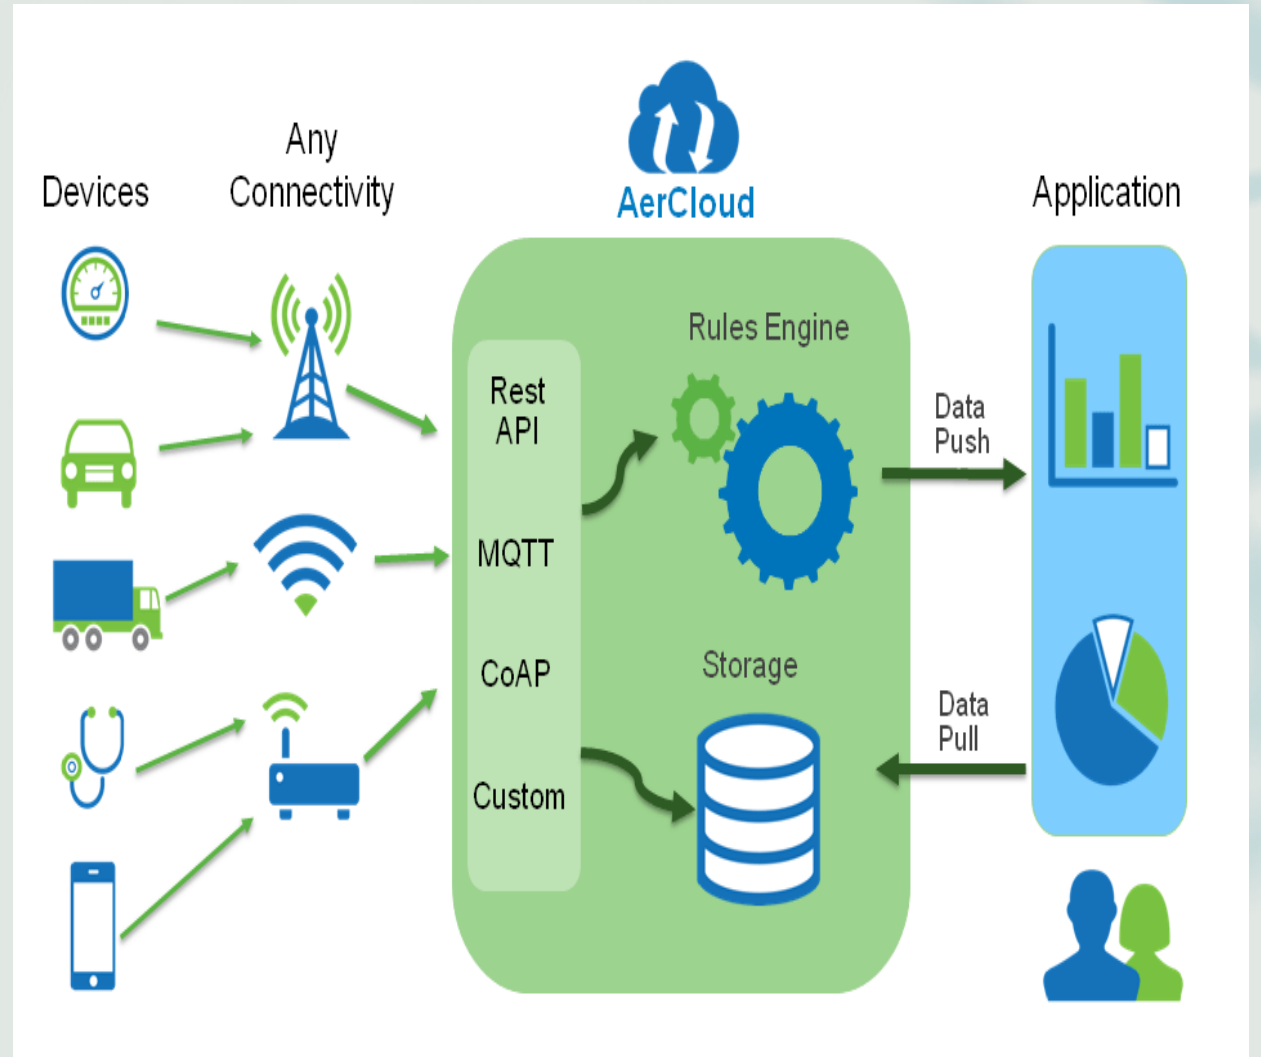 Devices
Any
Connectivity
AerCloud
Application
Rest
API
MQTT
CoAP
Custom
Rules Engine
Storage
Data
Push
Data
Pull